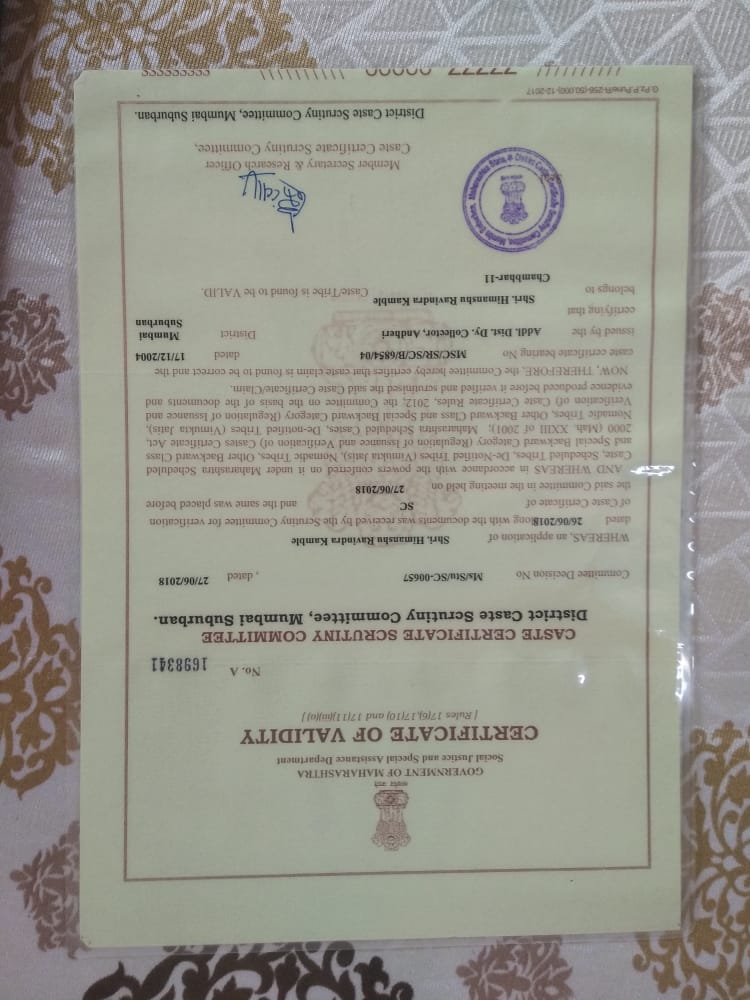 सत्यमेव जयते
GOVERNMENT OF MAHARASHTRA
Social Justice and Special Assistance Department
CERTIFICATE OF VALIDITY
[ Rules 17(6),17(10) and 17(11)(iii)(a) ]
No. A 1698341
CASTE CERTIFICATE SCRUTINY COMMITTEE
District Caste Scrutiny Committee, Mumbai Suburban.
Committee Decision No Ms/Stu/SC-00657 , dated 27/06/2018
WHEREAS, an application of Shri. Himanshu Ravindra Kamble
dated 26/06/2018 along with the documents was received by the Scrutiny Committee for verification
of Caste Certificate of SC and the same was placed before
the said Committee in the meeting held on 27/06/2018
AND WHEREAS in accordance with the powers conferred on it under Maharashtra Scheduled
Caste, Scheduled Tribes, De-Notified Tribes (Vimukta Jatis), Nomadic Tribes, Other Backward Class
and Special Backward Category (Regulation of Issuance and Verification of) Castes Certificate Act,
2000 (Mah. XXIII of 2001); Maharashtra Scheduled Castes, De-notified Tribes (Vimukta Jatis),
Nomadic Tribes, Other Backward Class and Special Backward Category (Regulation of Issuance and
Verification of) Caste Certificate Rules, 2012, the Committee on the basis of the documents and
evidence produced before it verified and scrutinised the said Caste Certificate/Claim.
NOW, THEREFORE, the Committee hereby certifies that caste claim is found to be correct and the
caste certificate bearing No MSC/SR/SC/B/6854/04 dated 17/12/2004
issued by the Addl. Dist. Dy. Collector, Andheri District Mumbai
Suburban
certifying that Shri. Himanshu Ravindra Kamble
belongs to Chambhar-11 Caste/Tribe is found to be VALID.
Member Secretary & Research Officer
Caste Certificate Scrutiny Committee,
District Caste Scrutiny Committee, Mumbai Suburban.
G.Pz.P.Pune/R-256-(50,000)-12-2017